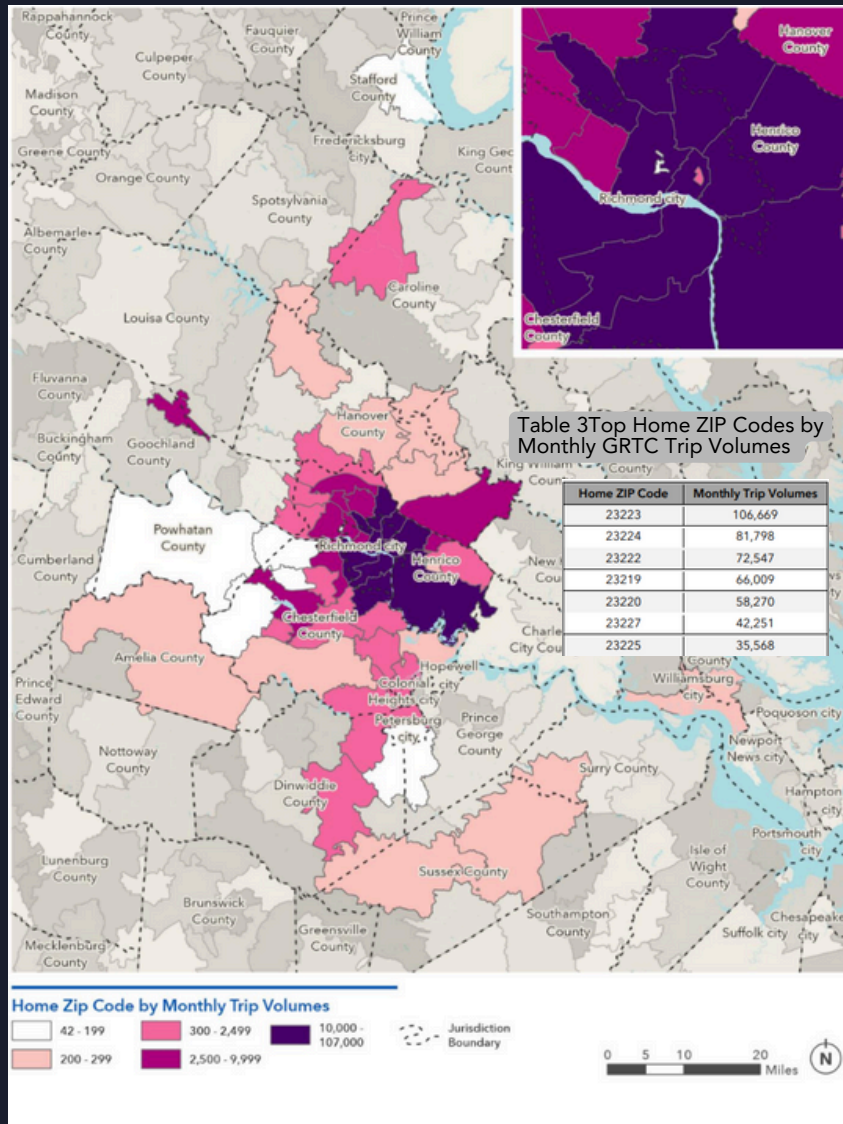 Rappahannock
County
Fauquier
County
Prince
William
County
Culpeper
County
Stafford
County
Madison
County
Fredericksburg
city
Greene County
King Geo
Count
Orange County
Spotsylvania
County
Albemarle
County
Caroline
County
Louisa County
Fluvanna
County
Hanover
County
Buckingham
County
Goochland
County
King William
Coun
County
Powhatan
County
Richmond city
Cumberland
County
Henrico
County
New
Cou
Chesterfield
County
Charle
City Cou
Amelia County
Hopewell
city
Colonial
Heights city
Prince
Edward
County
Petersburg
city
Prince
George
County
County
Williamsburg
city
Poquoson city
Newport
News city
Nottoway
County
Surry County
Hampton
city
Dinwiddie
County
Portsmouth
city
Lunenburg
County
Sussex County
Isle of
Wight
County
Brunswick
County
Southampton
County
Chesapeake
city
Suffolk city
Greensville
County
Mecklenburg
County
Hanover
County
Henrico
County
Richmond city
Chesterfield
County
Table 3Top Home ZIP Codes by
Monthly GRTC Trip Volumes
Home ZIP Code Monthly Trip Volumes
23223 106,669
23224 81,798
23222 72,547
23219 66,009
23220 58,270
23227 42,251
23225 35,568
Home Zip Code by Monthly Trip Volumes
42 - 199
300 - 2,499
10,000 -
107,000
Jurisdiction
Boundary
200 - 299
2,500 - 9,999
0 5 10 20
Miles
N